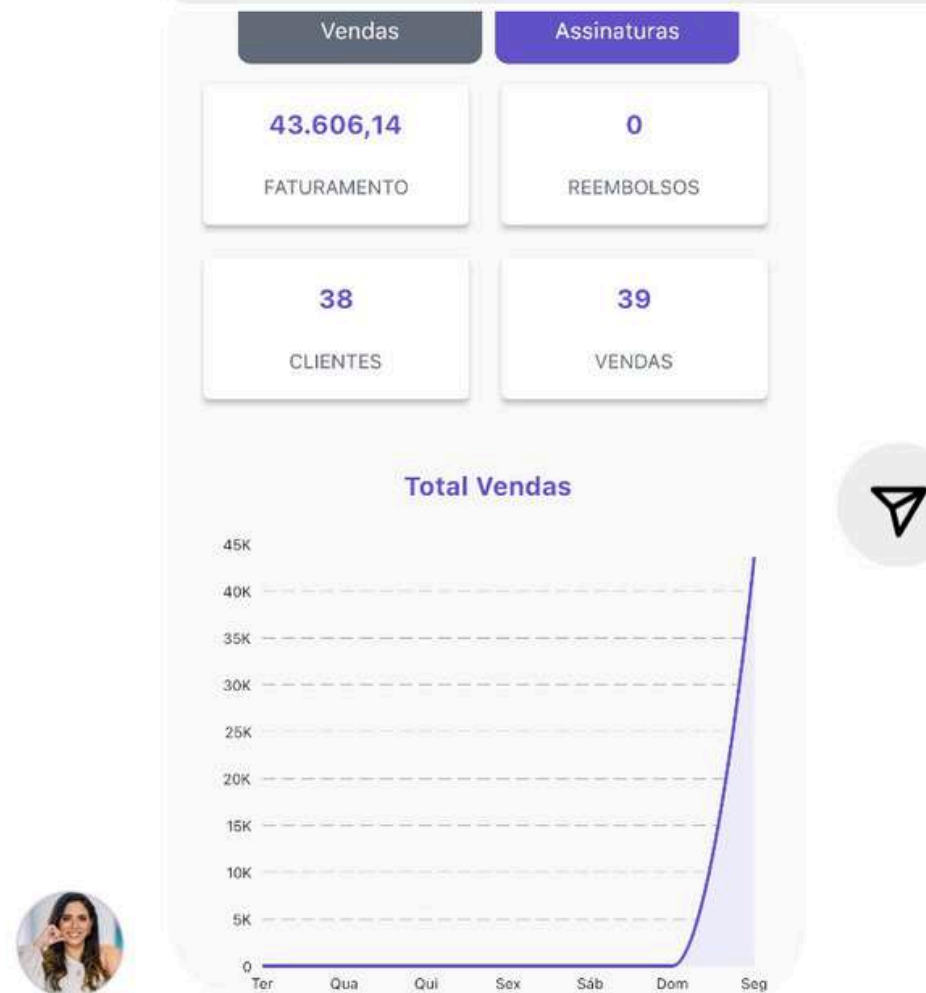 Vendas Assinaturas
43.606,14 0
FATURAMENTO REEMBOLSOS
38 39
CLIENTES VENDAS
Total Vendas
45K
40K
35K
30K
25K
20K
15K
10K
5K
0
Ter Qua Qui Sex Sáb Dom Seg